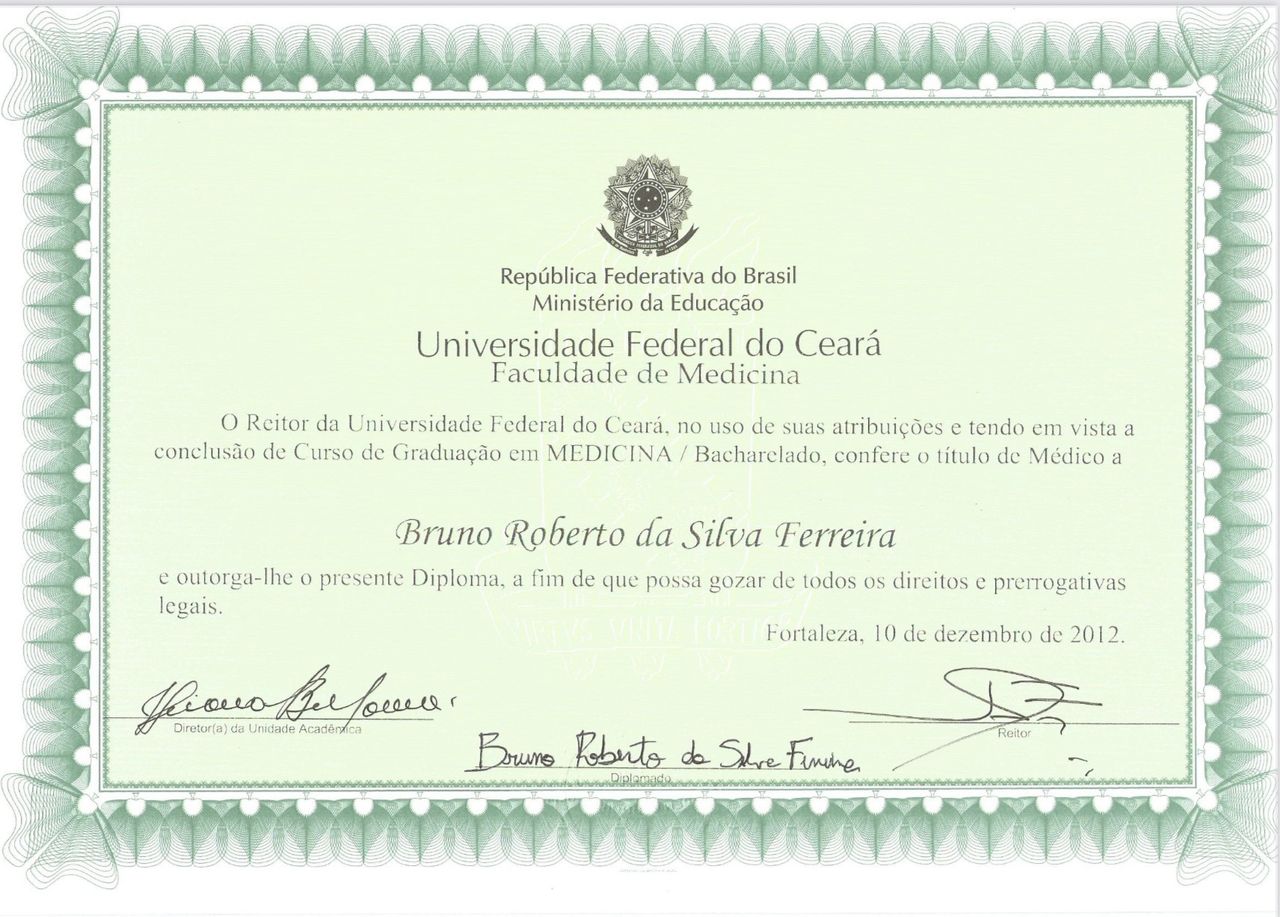 República Federativa do Brasil
Ministério da Educação
Universidade Federal do Ceará
Faculdade de Medicina
O Reitor da Universidade Federal do Ceará, no uso de suas atribuições e tendo em vista a
conclusão de Curso de Graduação em MEDICINA / Bacharelado, confere o título de Médico a
Bruno Roberto da Silva Ferreira
e outorga-lhe o presente Diploma, a fim de que possa gozar de todos os direitos e prerrogativas
legais.
VIRTVS VNITA FORTIOR
Fortaleza, 10 de dezembro de 2012.
Diretor(a) da Unidade Acadêmica
Reitor
Bruno Roberto da Silva Ferreira
Diplomado